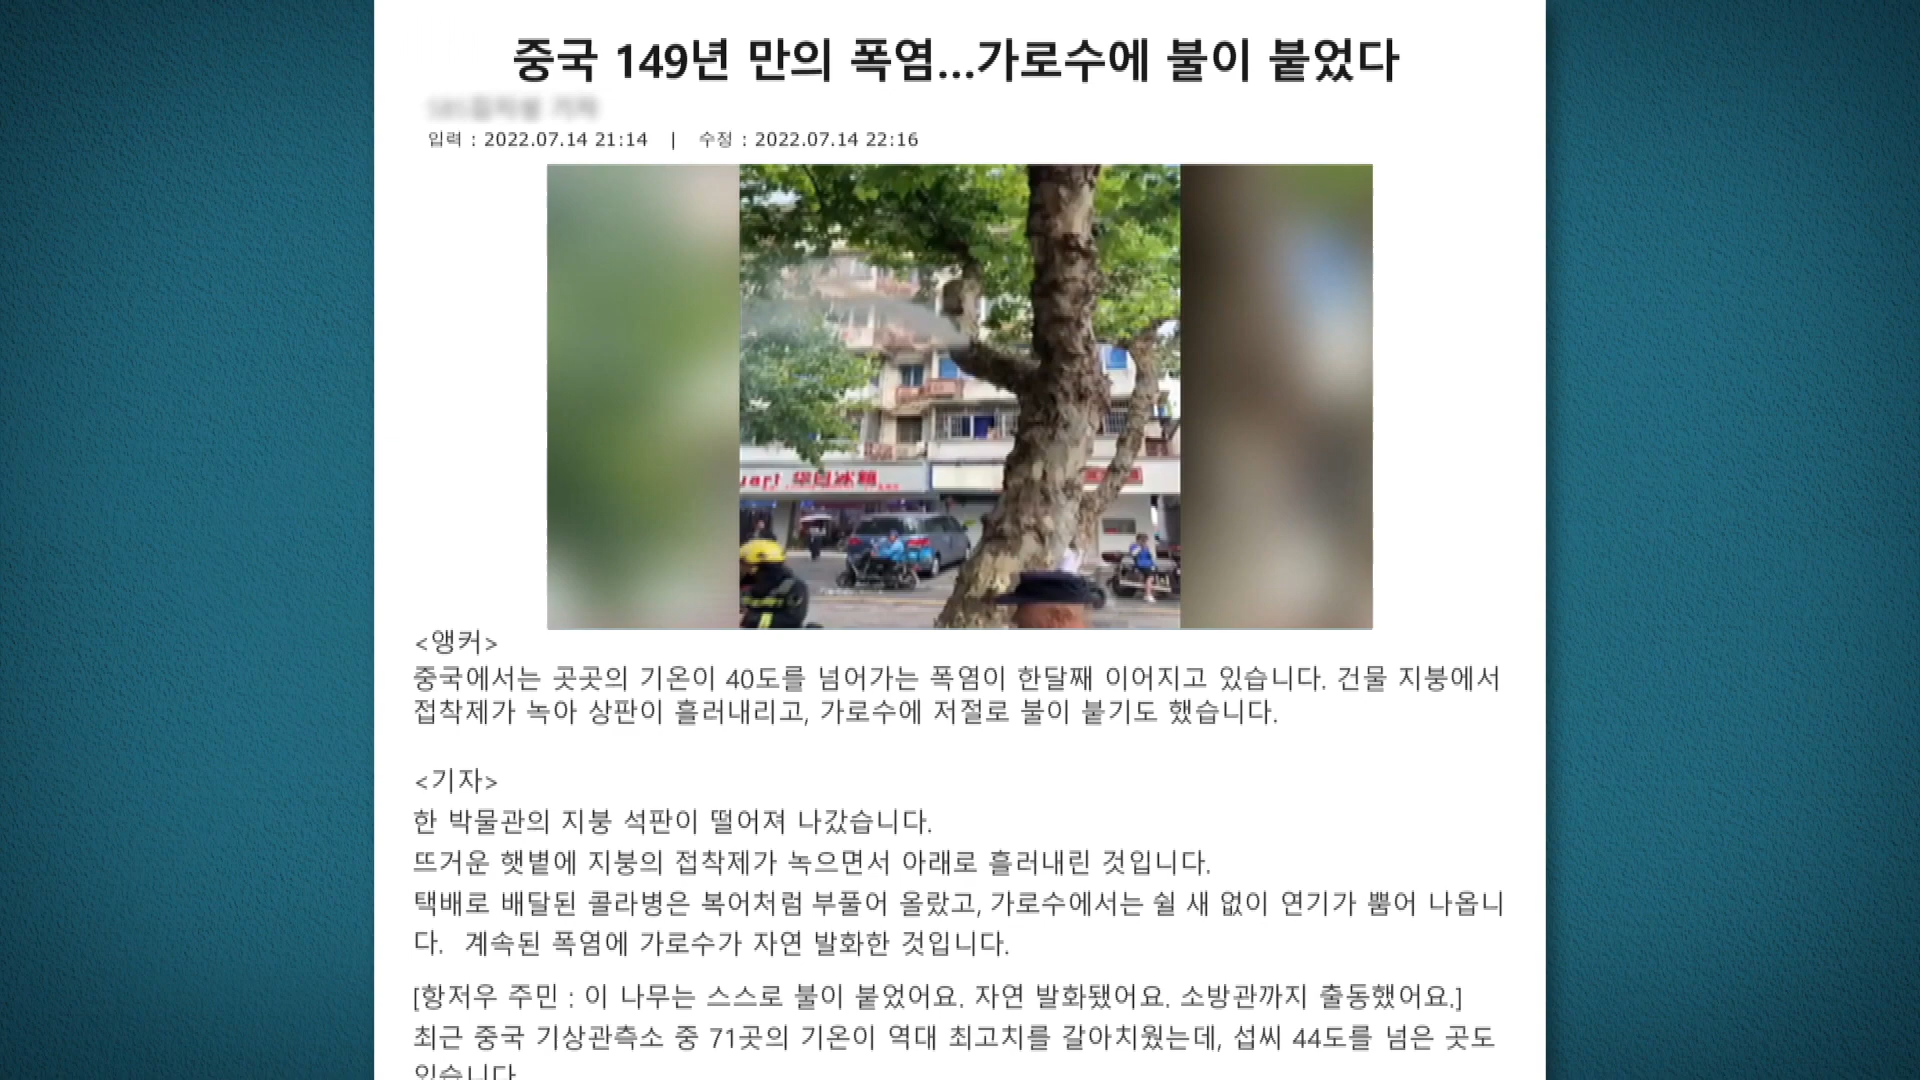 중국 149년 만의 폭염...가로수에 불이 붙었다
입력 : 2022.07.14 21:14 | 수정 : 2022.07.14 22:16
<앵커>
중국에서는 곳곳의 기온이 40도를 넘어가는 폭염이 한달째 이어지고 있습니다. 건물 지붕에서
접착제가 녹아 상판이 흘러내리고, 가로수에 저절로 불이 붙기도 했습니다.
<기자>
한 박물관의 지붕 석판이 떨어져 나갔습니다.
뜨거운 햇볕에 지붕의 접착제가 녹으면서 아래로 흘러내린 것입니다.
택배로 배달된 콜라병은 복어처럼 부풀어 올랐고, 가로수에서는 쉴 새 없이 연기가 뿜어 나옵니
다. 계속된 폭염에 가로수가 자연 발화한 것입니다.
[항저우 주민 : 이 나무는 스스로 불이 붙었어요. 자연 발화됐어요. 소방관까지 출동했어요.]
최근 중국 기상관측소 중 71곳의 기온이 역대 최고치를 갈아치웠는데, 섭씨 44도를 넘은 곳도
있습니다